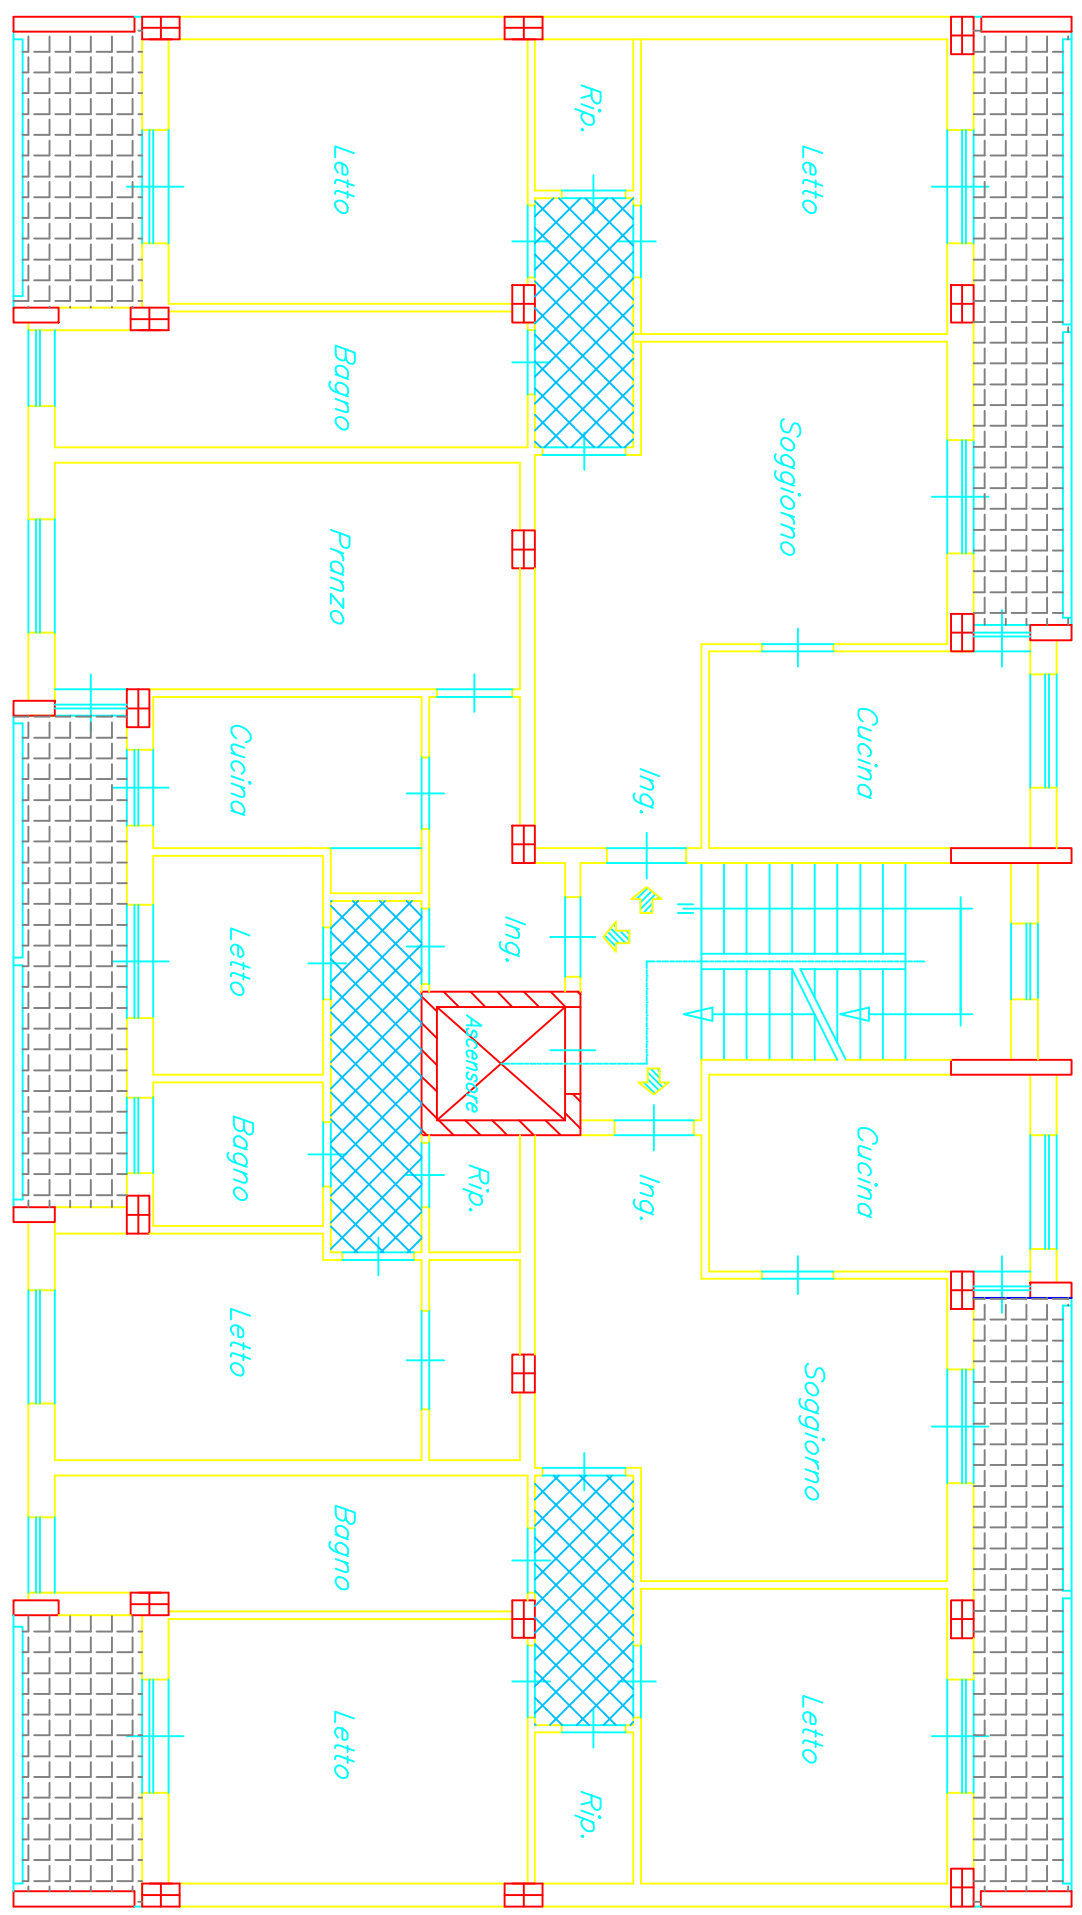 Cucina
Cucina
Letto
Soggiorno
Soggiorno
Letto
Ing.
Ing.
Rip.
Rip.
Ing.
Ascensore
Rip.
Letto
Bagno
Pranzo
Bagno
Letto
Cucina
Letto
Bagno
Letto